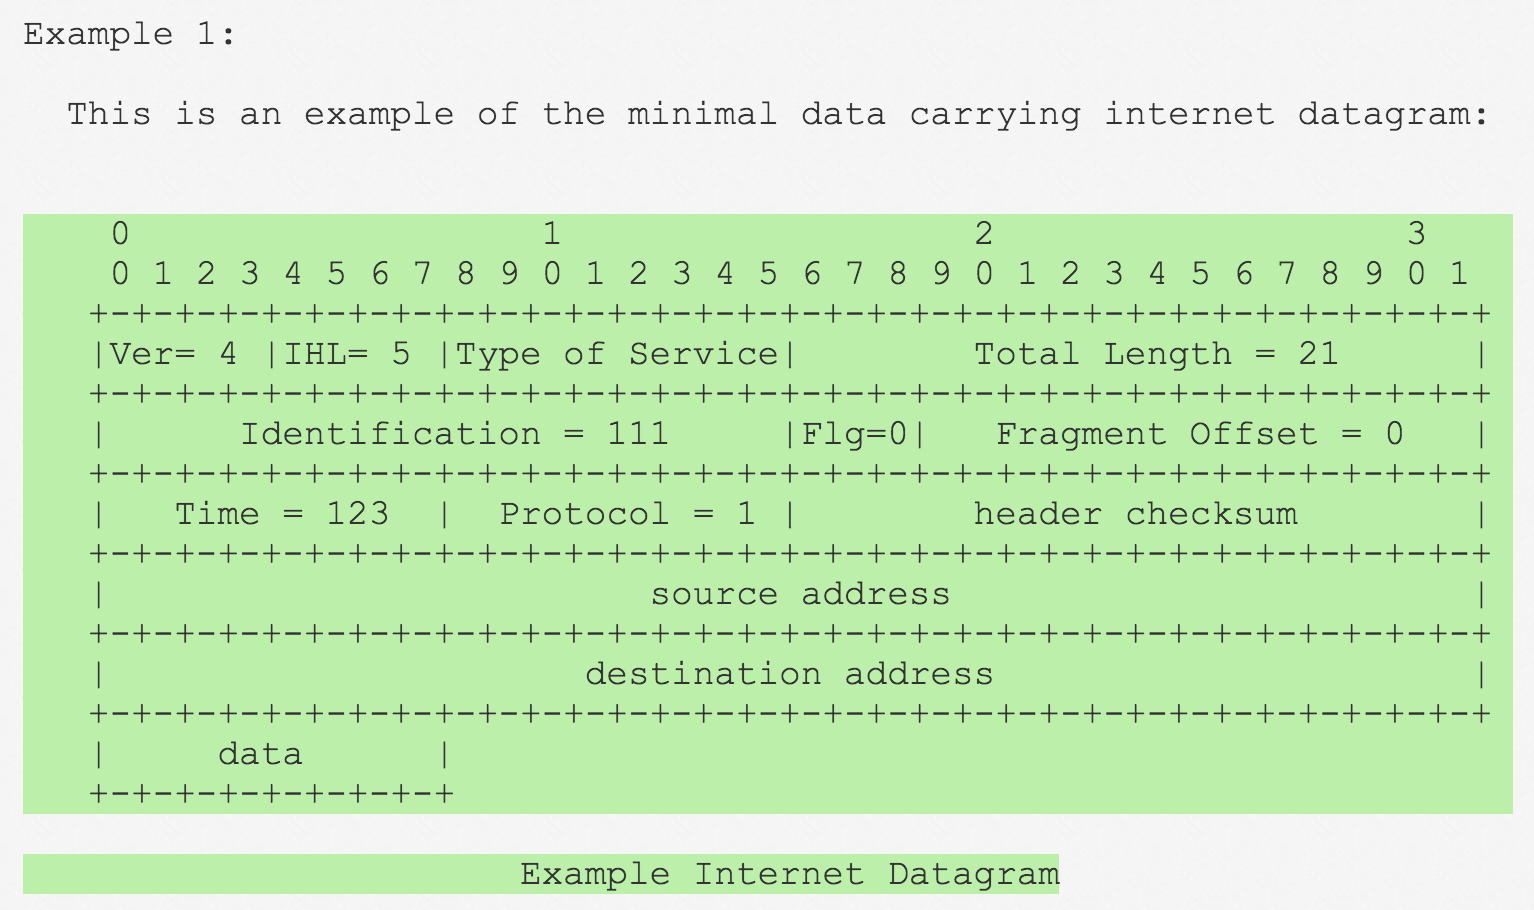 Example 1:
  This is an example of the minimal data carrying internet datagram:
    0                   1                   2                   3
    0 1 2 3 4 5 6 7 8 9 0 1 2 3 4 5 6 7 8 9 0 1 2 3 4 5 6 7 8 9 0 1
   +-+-+-+-+-+-+-+-+-+-+-+-+-+-+-+-+-+-+-+-+-+-+-+-+-+-+-+-+-+-+-+-+
   |Ver= 4 |IHL= 5 |Type of Service|        Total Length = 21      |
   +-+-+-+-+-+-+-+-+-+-+-+-+-+-+-+-+-+-+-+-+-+-+-+-+-+-+-+-+-+-+-+-+
   |      Identification = 111     |Flg=0|   Fragment Offset = 0   |
   +-+-+-+-+-+-+-+-+-+-+-+-+-+-+-+-+-+-+-+-+-+-+-+-+-+-+-+-+-+-+-+-+
   |   Time = 123  |  Protocol = 1 |        header checksum        |
   +-+-+-+-+-+-+-+-+-+-+-+-+-+-+-+-+-+-+-+-+-+-+-+-+-+-+-+-+-+-+-+-+
   |                         source address                        |
   +-+-+-+-+-+-+-+-+-+-+-+-+-+-+-+-+-+-+-+-+-+-+-+-+-+-+-+-+-+-+-+-+
   |                      destination address                      |
   +-+-+-+-+-+-+-+-+-+-+-+-+-+-+-+-+-+-+-+-+-+-+-+-+-+-+-+-+-+-+-+-+
   |     data      |
   +-+-+-+-+-+-+-+-+
                       Example Internet Datagram